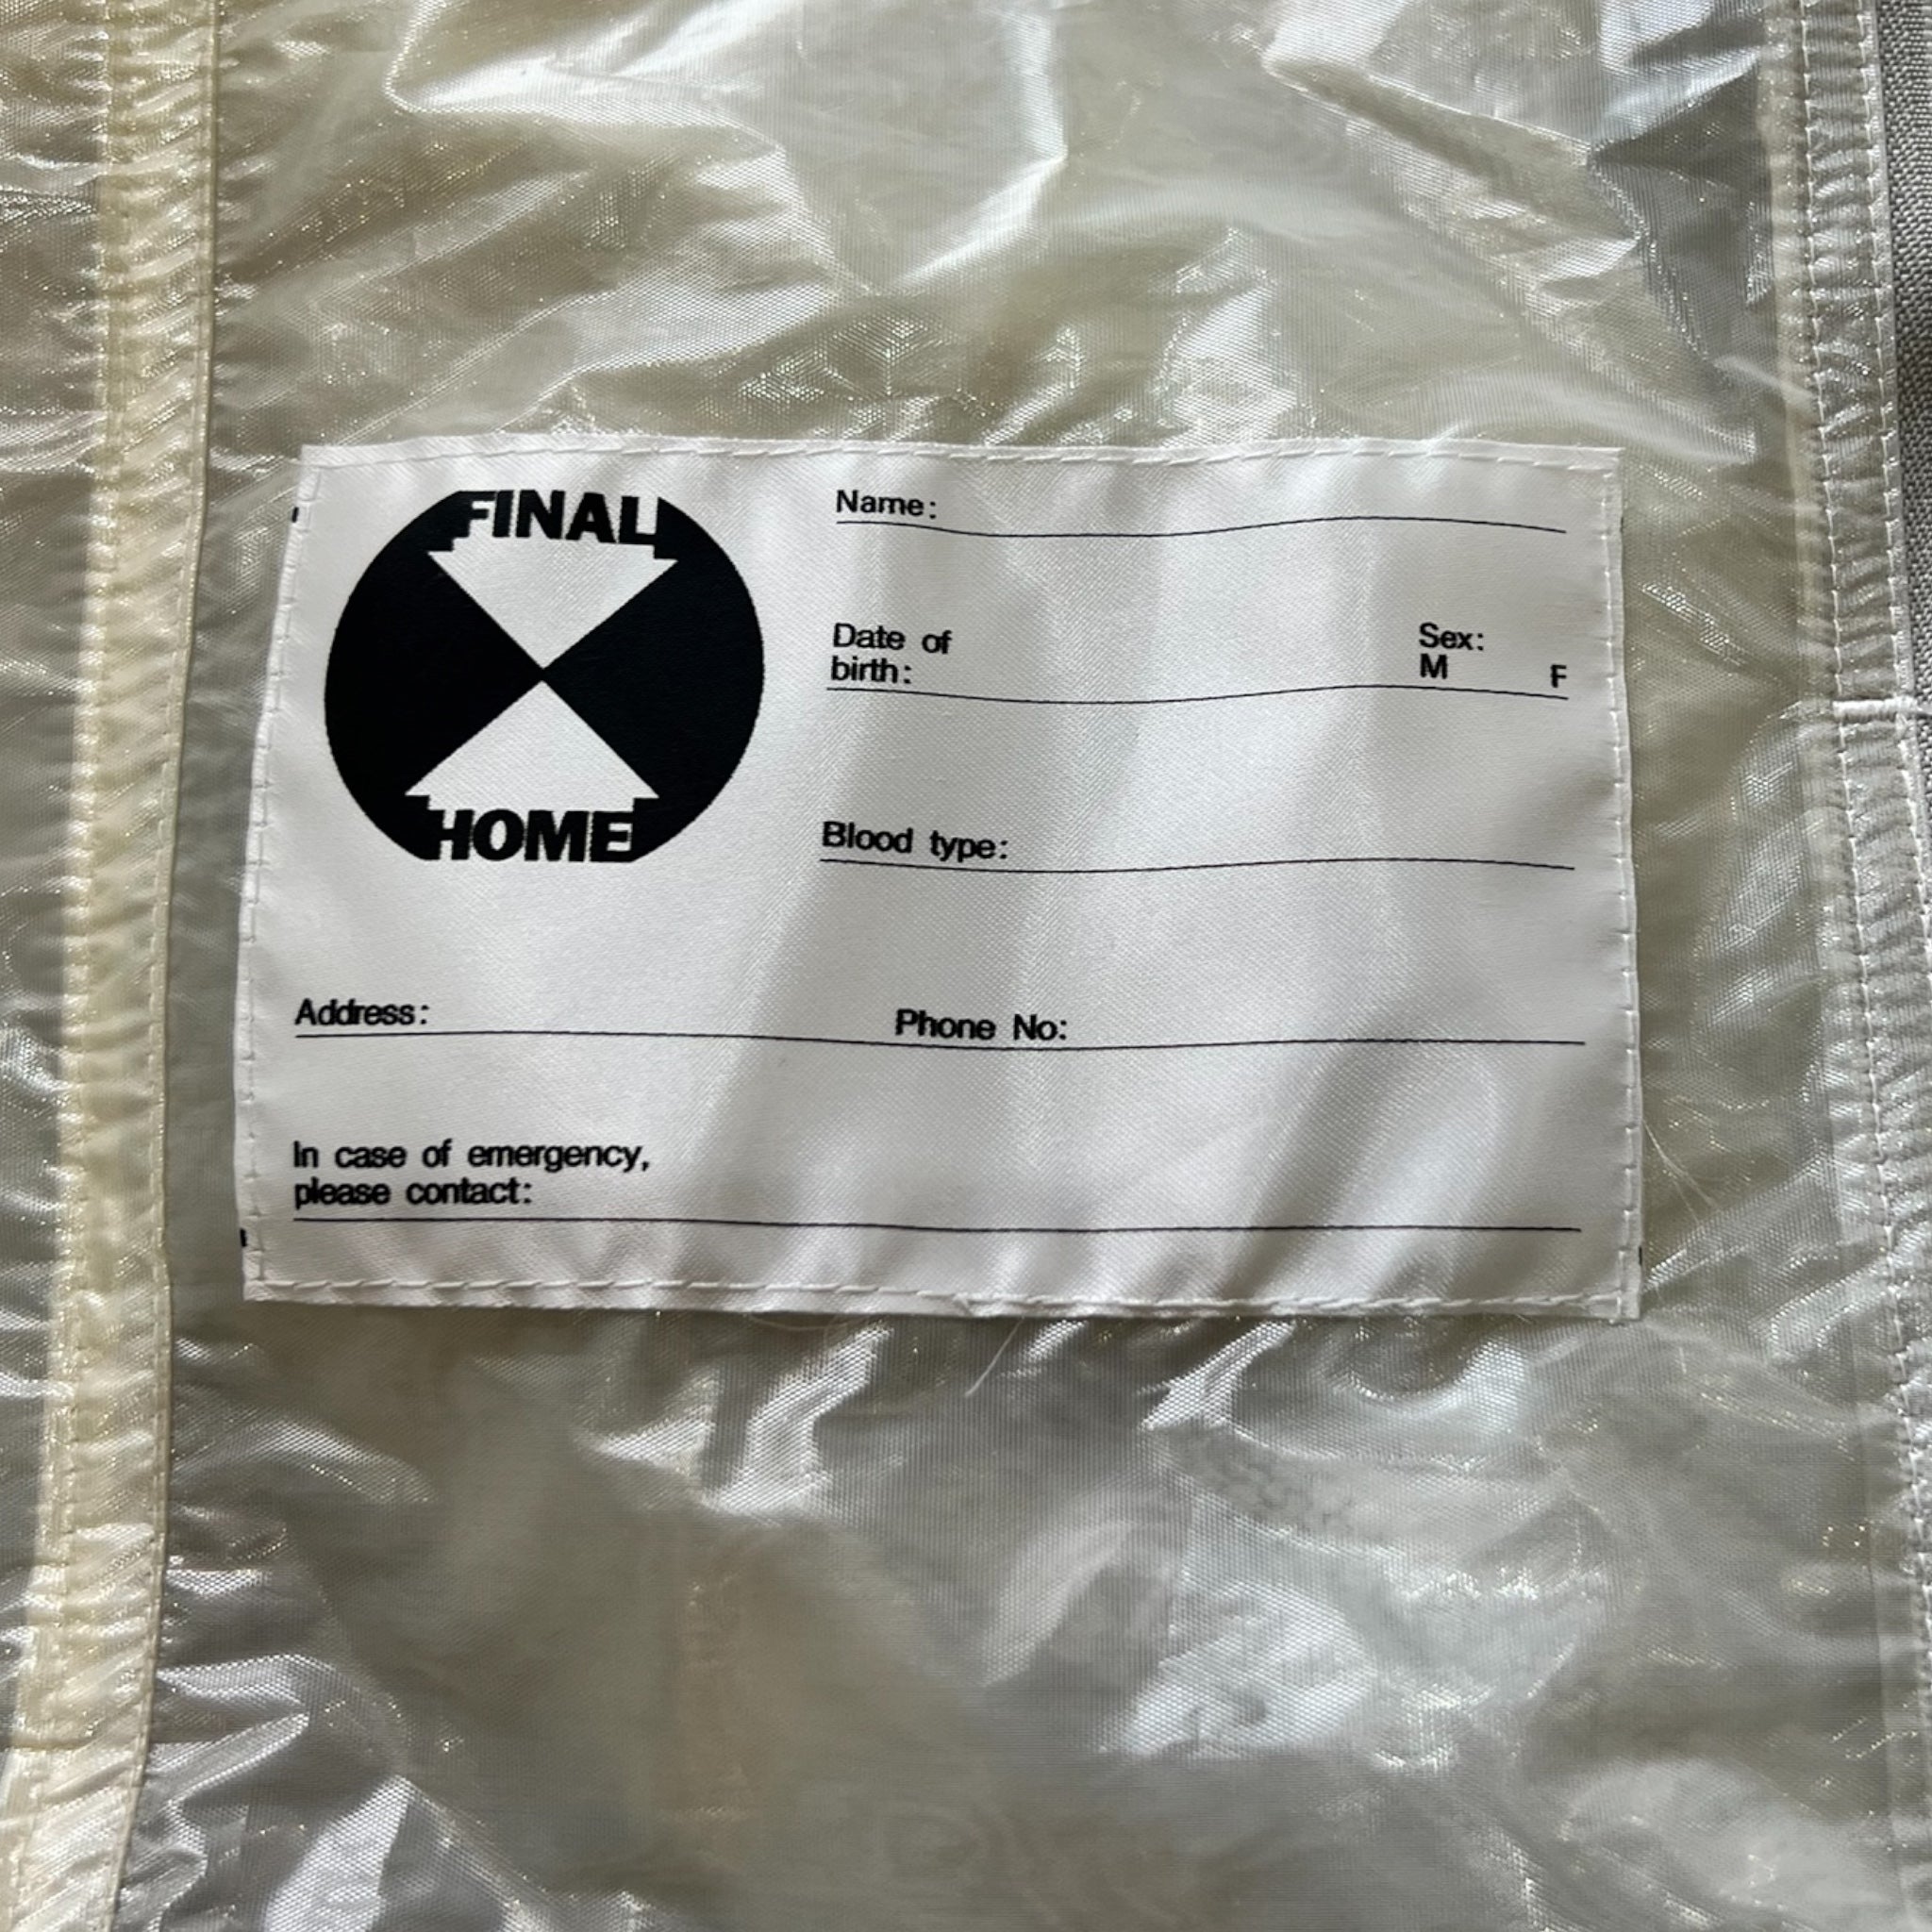 FINAL
HOME
Name:
Date of
birth:
Sex:
M F
Blood type:
Address: Phone No:
In case of emergency,
please contact: